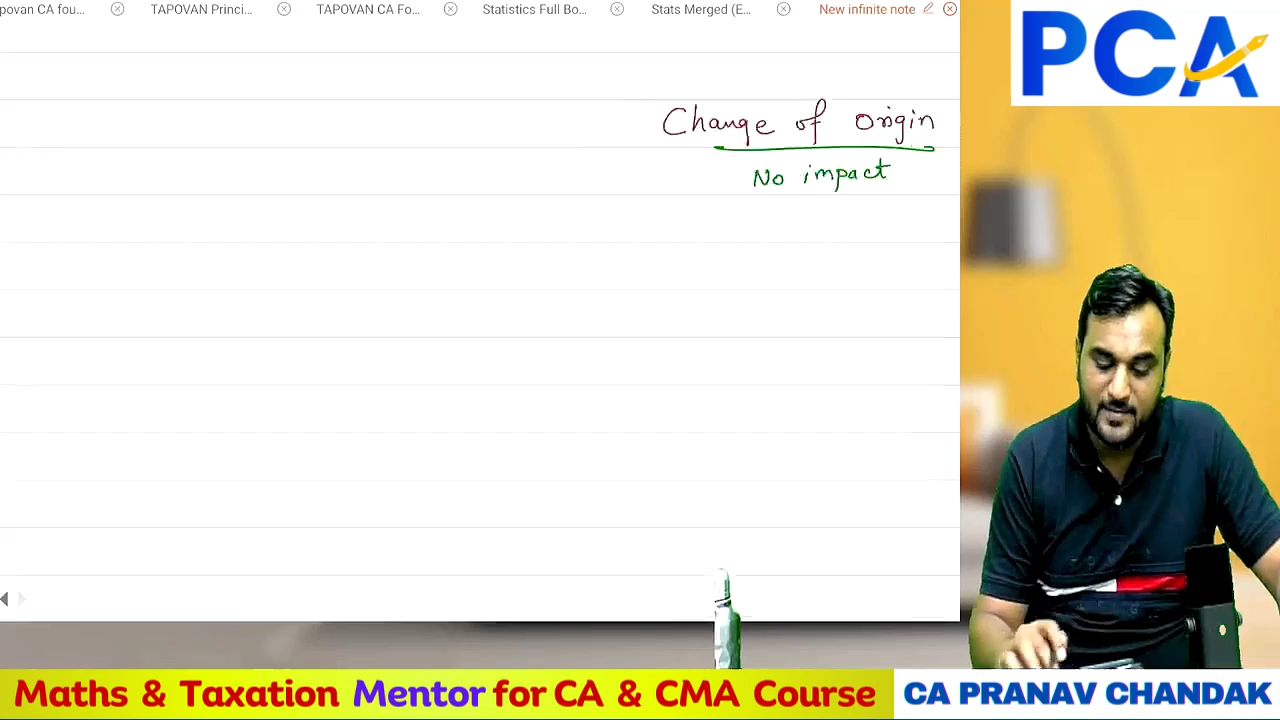 povan CA fou...
TAPOVAN Princi...
TAPOVAN CA Fo...
Statistics Full Bo...
Stats Merged (E...
New infinite note
PCA
Change of Origin
No impact
Maths & Taxation Mentor for CA & CMA Course
CA PRANAV CHANDAK